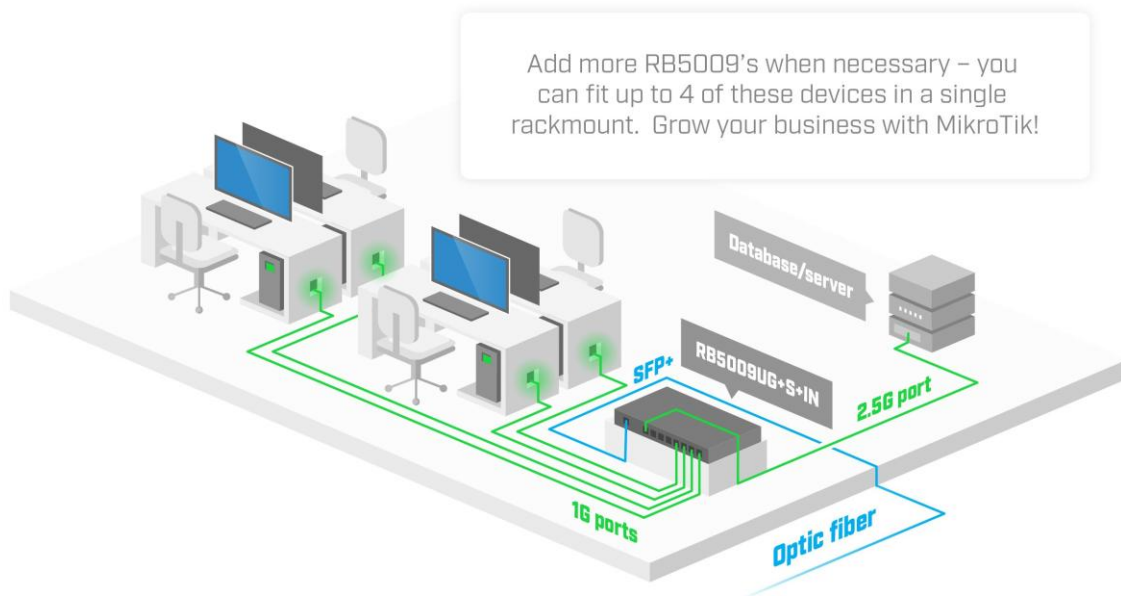 Add more RB5009's when necessary – you
can fit up to 4 of these devices in a single
rackmount. Grow your business with MikroTik!
Database/server
RB5009UG+S+IN
SFP+
2.5G port
1G ports
Optic fiber